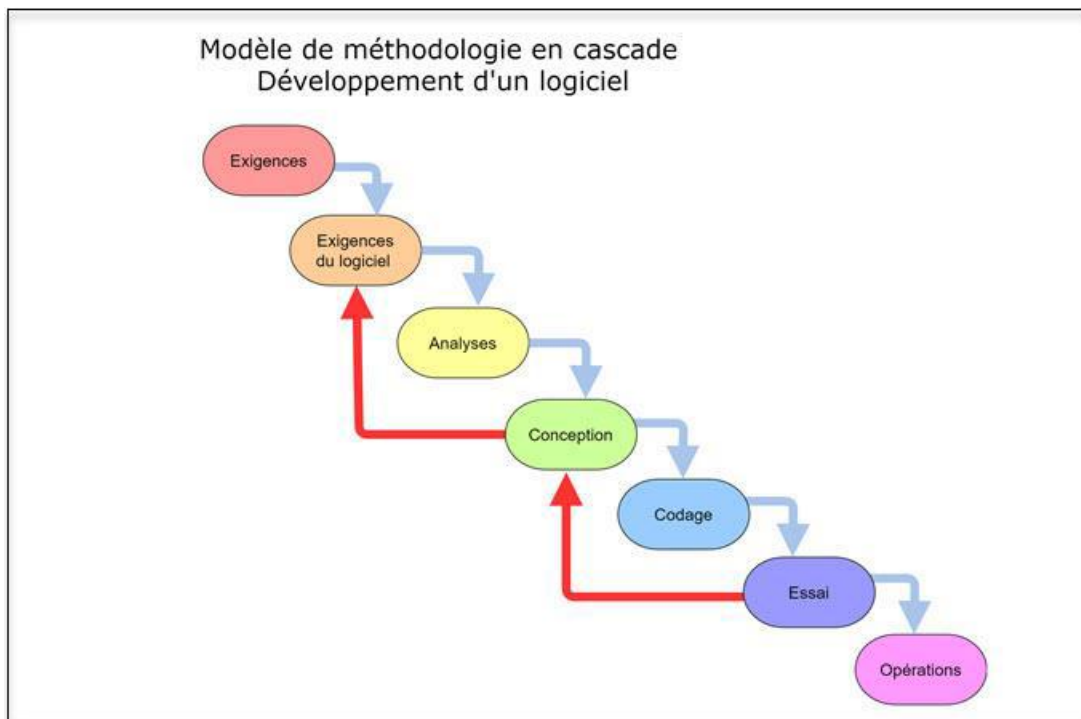 Modèle de méthodologie en cascade
Développement d'un logiciel
Exigences
Exigences
du logiciel
Analyses
Conception
Codage
Essai
Opérations